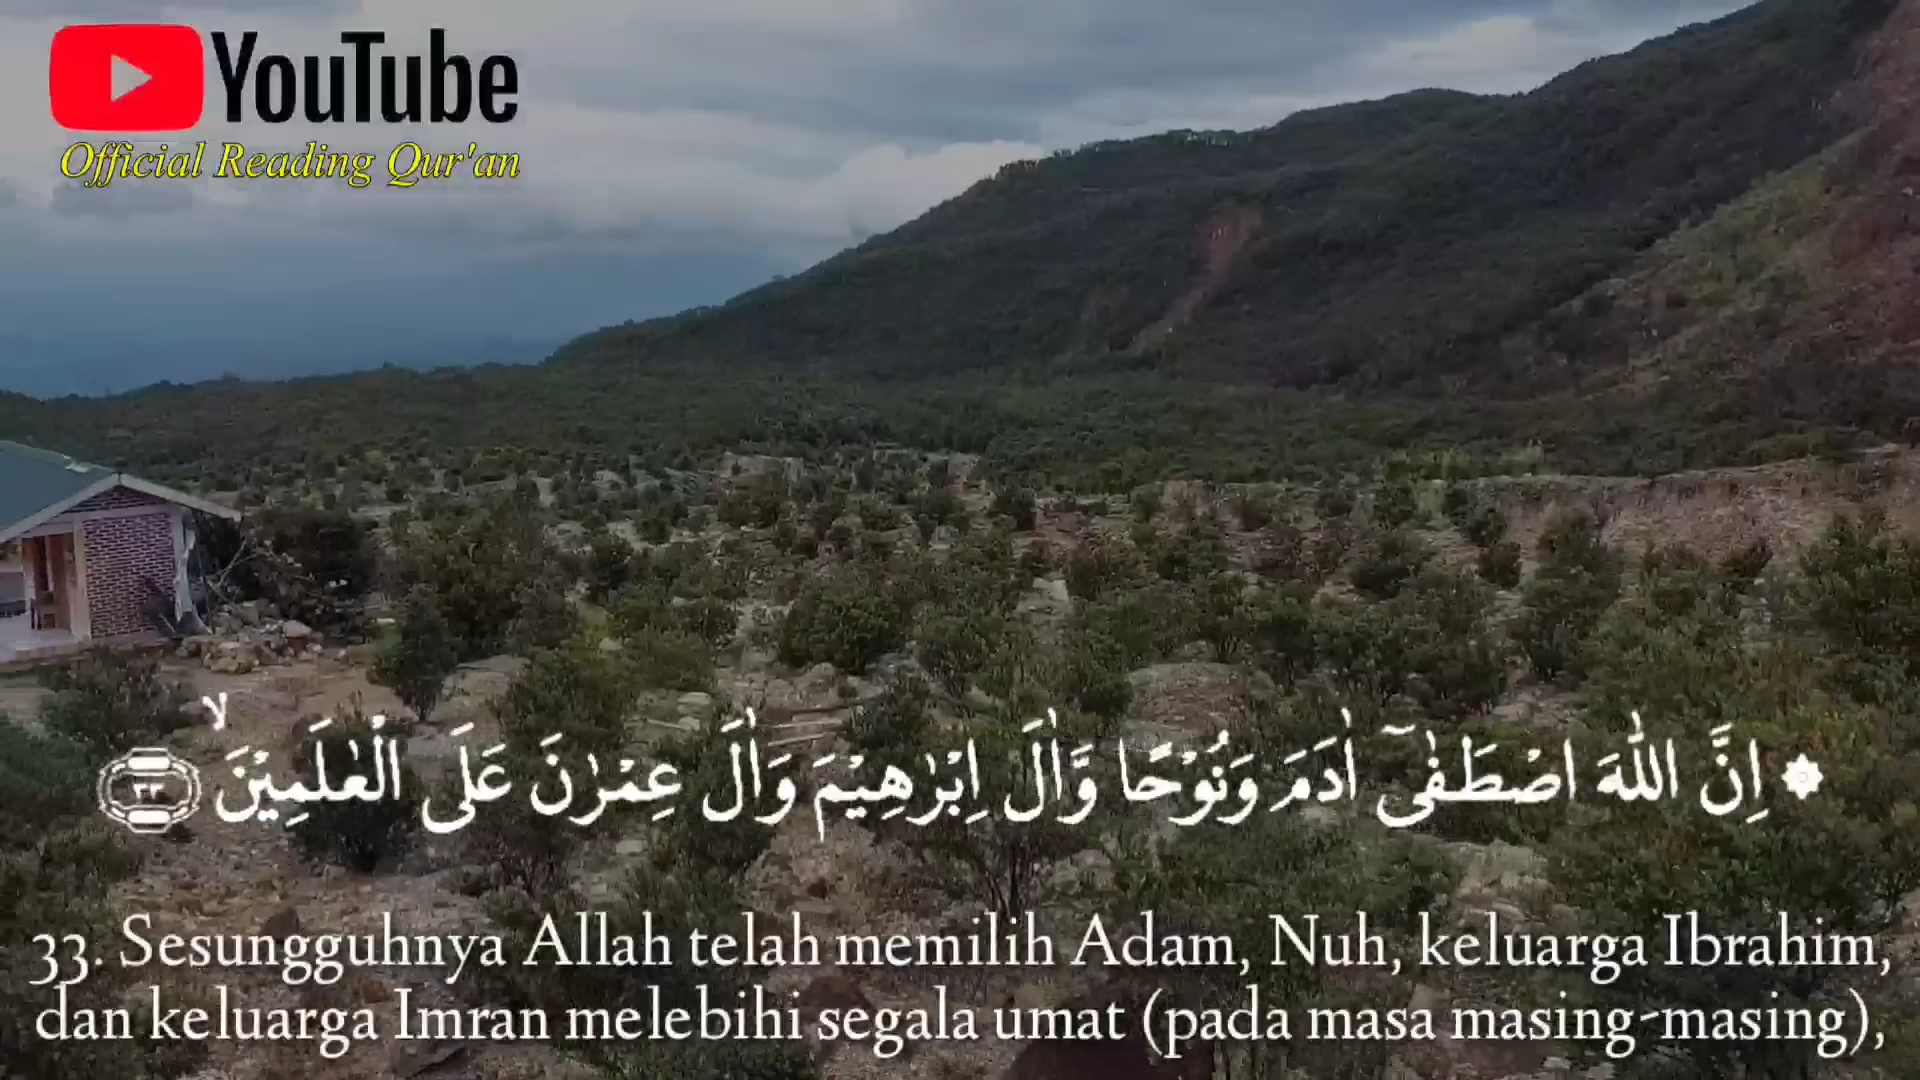 YouTube
Official Reading Qur'an
۞ اِنَّ اللّٰهَ اصْطَفٰىٓ اٰدَمَ وَنُوْحًا وَّاٰلَ اِبْرٰهِيْمَ وَاٰلَ عِمْرٰنَ عَلَى الْعٰلَمِيْنَۙ ٣٣
33. Sesungguhnya Allah telah memilih Adam, Nuh, keluarga Ibrahim,
dan keluarga Imran melebihi segala umat (pada masa masing-masing),